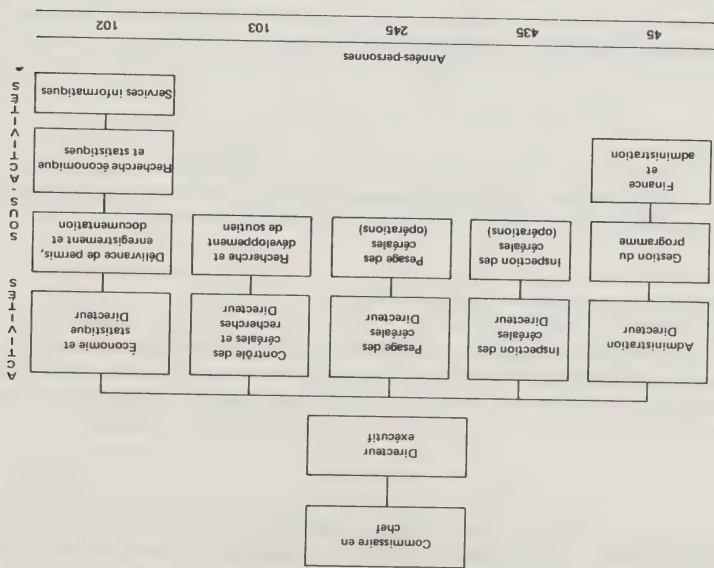 Commissaire en
chef
Directeur
exécutif
Administration
Directeur
Inspection des
céréales
Directeur
Pesage des
céréales
Directeur
Contrôle des
céréales et
recherches
Directeur
Économie et
statistique
Directeur
ACTIVITÉS
Gestion du
programme
Inspection des
céréales
(opérations)
Pesage des
céréales
(opérations)
Recherche et
développement
de soutien
Délivrance de permis,
enregistrement et
documentation
SOUS-ACTIVITÉS
Finance
et
administration
Recherche économique
et statistiques
Services informatiques
Années-personnes
45 435 245 103 102